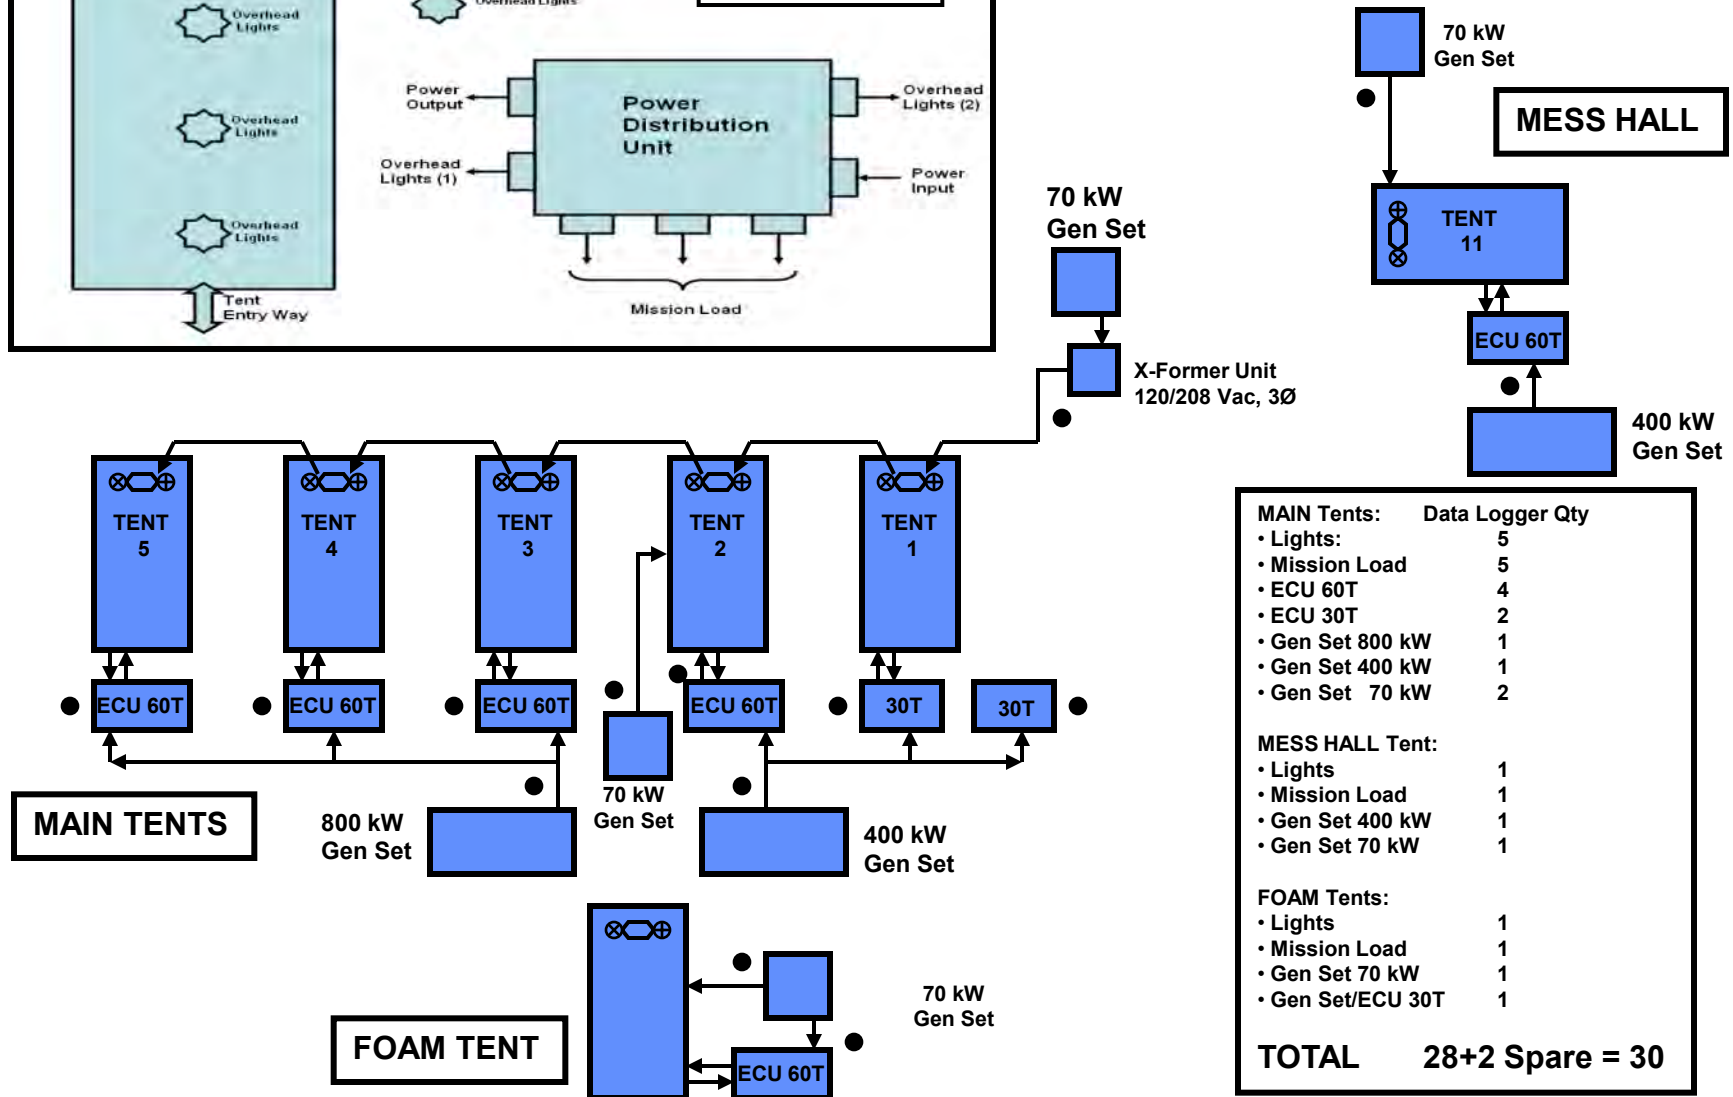 Overhead
Lights
Overhead Lights
Overhead
Lights
Overhead
Lights
Tent
Entry Way
Power
Output
Overhead
Lights (1)
Power
Distribution
Unit
Overhead
Lights (2)
Power
Input
Mission Load
70 kW
Gen Set
MESS HALL
TENT
11
ECU 60T
400 kW
Gen Set
70 kW
Gen Set
X-Former Unit
120/208 Vac, 3Ø
TENT
5
TENT
4
TENT
3
TENT
2
TENT
1
ECU 60T
ECU 60T
ECU 60T
ECU 60T
30T
30T
MAIN TENTS
800 kW
Gen Set
70 kW
Gen Set
400 kW
Gen Set
FOAM TENT
70 kW
Gen Set
ECU 60T
MAIN Tents: Data Logger Qty
• Lights: 5
• Mission Load 5
• ECU 60T 4
• ECU 30T 2
• Gen Set 800 kW 1
• Gen Set 400 kW 1
• Gen Set 70 kW 2
MESS HALL Tent:
• Lights 1
• Mission Load 1
• Gen Set 400 kW 1
• Gen Set 70 kW 1
FOAM Tents:
• Lights 1
• Mission Load 1
• Gen Set 70 kW 1
• Gen Set/ECU 30T 1
TOTAL 28+2 Spare = 30